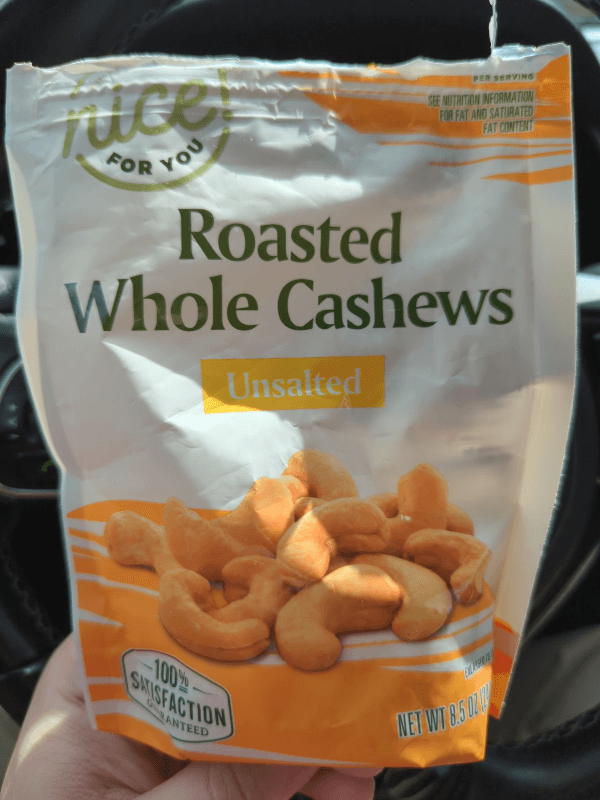 nice!
FOR YOU
PER SERVING
SEE NUTRITION INFORMATION
FOR FAT AND SATURATED
FAT CONTENT
Roasted
Whole Cashews
Unsalted
100%
SATISFACTION
GUARANTEED
NET WT 8.5 OZ